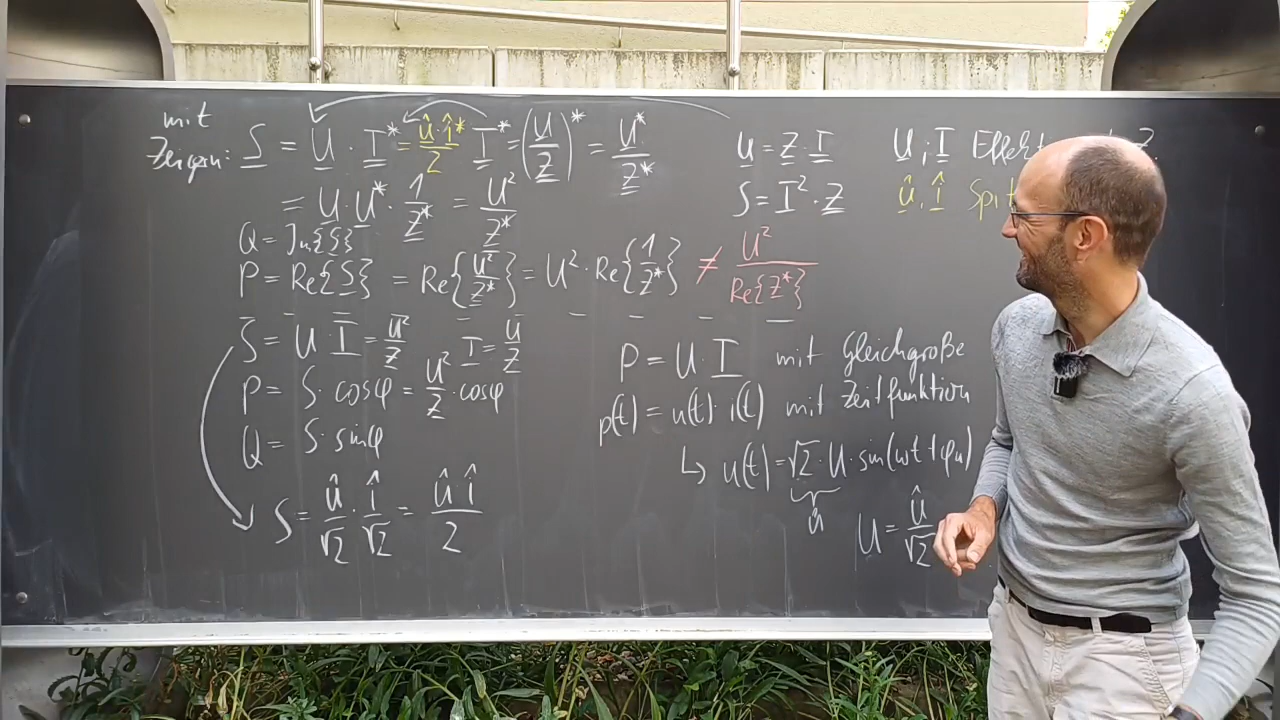 mit Zeigern: S̲ = U̲ · I̲* = û̲·î̲*/2 I̲* = (U̲/Z̲)* = U̲*/Z̲*
= U̲·U̲* · 1/Z̲* = U²/Z̲*
Q = Im{S̲}
P = Re{S̲} = Re{U²/Z̲*} = U² · Re{1/Z̲*} ≠ U²/Re{Z̲*}
S = U · I = U²/Z I = U/Z
P = S · cosφ = U²/Z · cosφ
Q = S · sinφ
S = û/√2 · î/√2 = û î/2
U̲ = Z̲ · I̲
S̲ = I² · Z̲
U̲, I̲
û̲, î̲
P = U · I mit Gleichgröße
p(t) = u(t) · i(t) mit Zeitfunktion
↳ u(t) = √2 · U · sin(ωt + φu)
û
U = û/√2